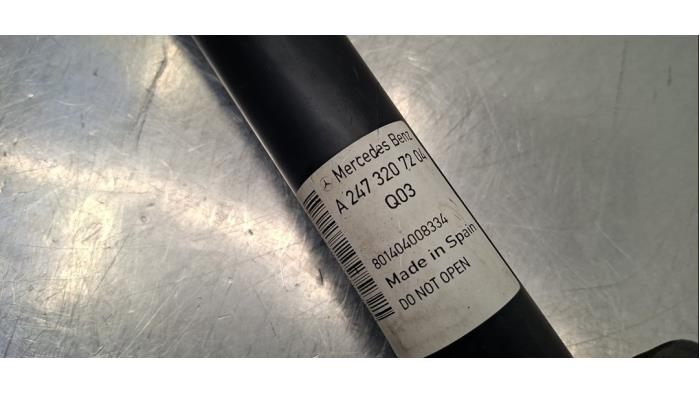 Mercedes Benz
A 247 320 72 04
Q03
801404008334
Made in Spain
DO NOT OPEN